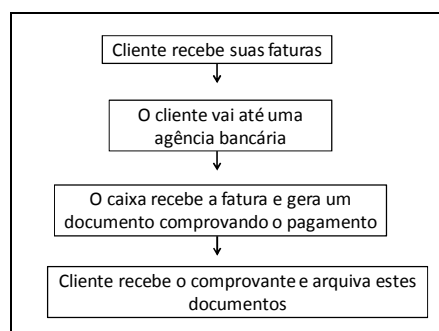 Cliente recebe suas faturas
O cliente vai até uma
agência bancária
O caixa recebe a fatura e gera um
documento comprovando o pagamento
Cliente recebe o comprovante e arquiva estes
documentos